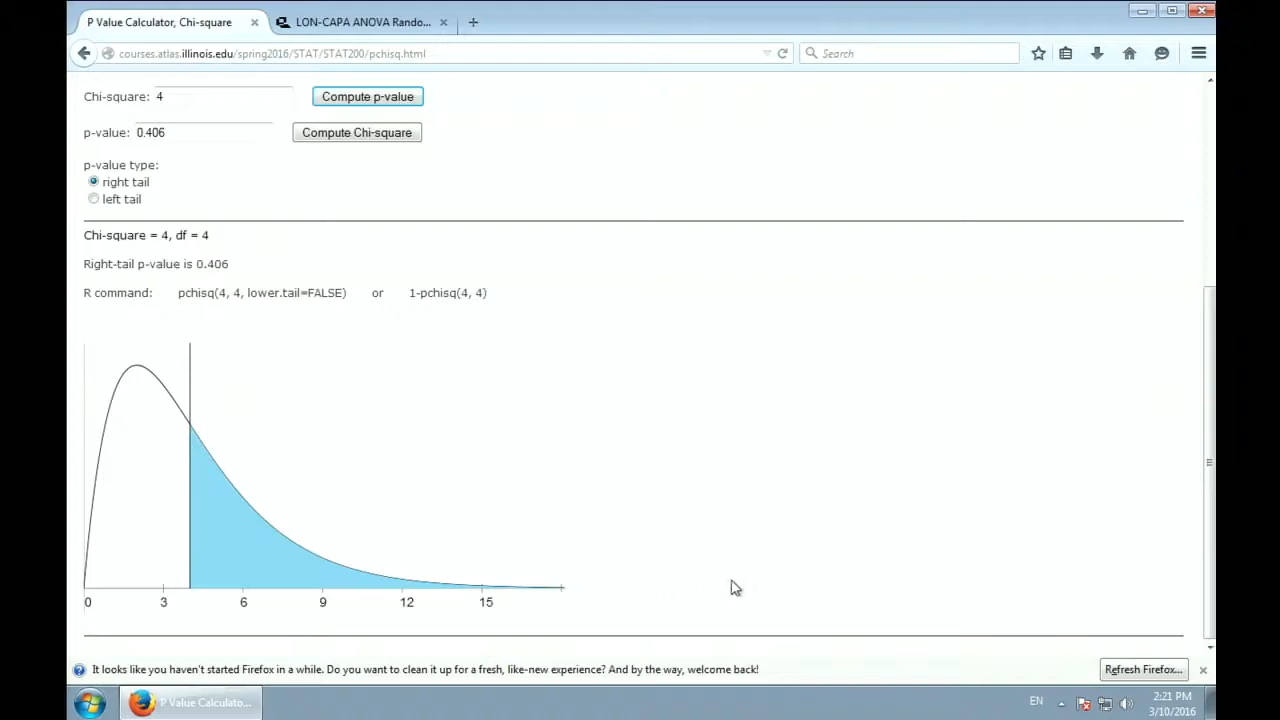 P Value Calculator, Chi-square
LON-CAPA ANOVA Rando...
courses.atlas.illinois.edu/spring2016/STAT/STAT200/pchisq.html
Search
Chi-square: 4
Compute p-value
p-value: 0.406
Compute Chi-square
p-value type:
right tail
left tail
Chi-square = 4, df = 4
Right-tail p-value is 0.406
R command: pchisq(4, 4, lower.tail=FALSE) or 1-pchisq(4, 4)
0 3 6 9 12 15
It looks like you haven't started Firefox in a while. Do you want to clean it up for a fresh, like-new experience? And by the way, welcome back!
Refresh Firefox...
P Value Calculato...
EN
2:21 PM
3/10/2016